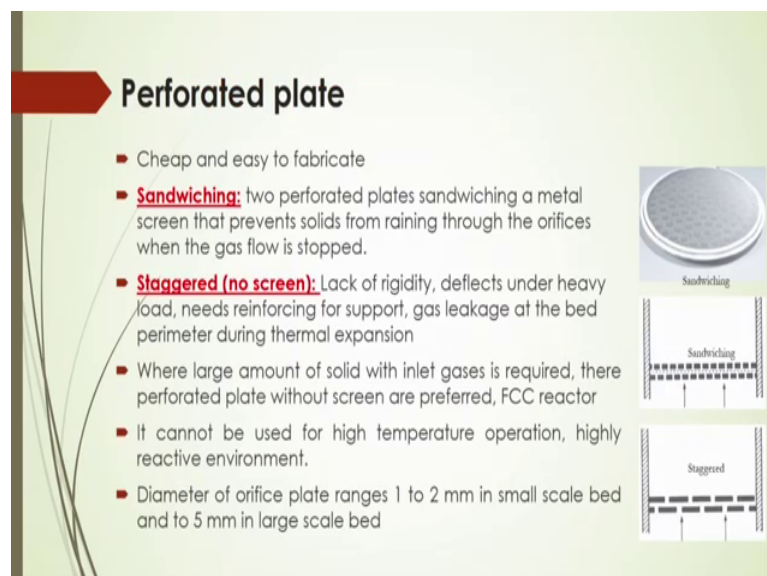 Perforated plate
Cheap and easy to fabricate
Sandwiching: two perforated plates sandwiching a metal
screen that prevents solids from raining through the orifices
when the gas flow is stopped.
Staggered (no screen): Lack of rigidity, deflects under heavy
load, needs reinforcing for support, gas leakage at the bed
perimeter during thermal expansion
Where large amount of solid with inlet gases is required, there
perforated plate without screen are preferred, FCC reactor
It cannot be used for high temperature operation, highly
reactive environment.
Diameter of orifice plate ranges 1 to 2 mm in small scale bed
and to 5 mm in large scale bed
Sandwiching
Sandwiching
Staggered